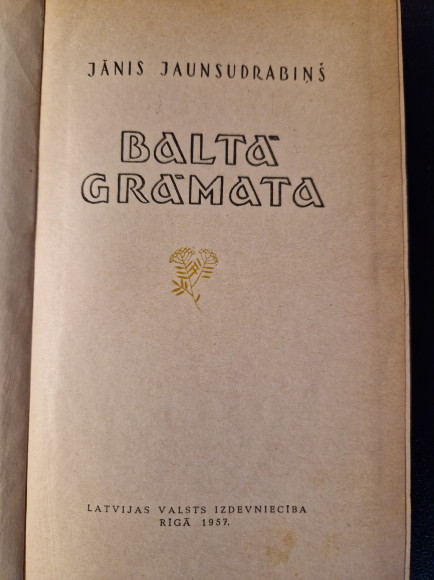 JĀNIS JAUNSUDRABIŅŠ
BALTĀ
GRĀMATA
LATVIJAS VALSTS IZDEVNIECĪBA
RĪGĀ 1957.